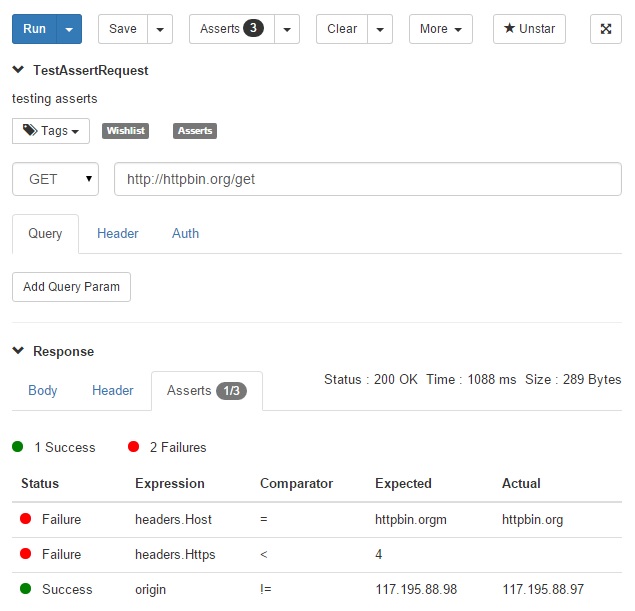 Run Save Asserts 3 Clear More Unstar
TestAssertRequest
testing asserts
Tags Wishlist Asserts
GET http://httpbin.org/get
Query Header Auth
Add Query Param
Response
Body Header Asserts 1/3 Status : 200 OK Time : 1088 ms Size : 289 Bytes
1 Success 2 Failures
Status Expression Comparator Expected Actual
Failure headers.Host = httpbin.orgm httpbin.org
Failure headers.Https < 4
Success origin != 117.195.88.98 117.195.88.97